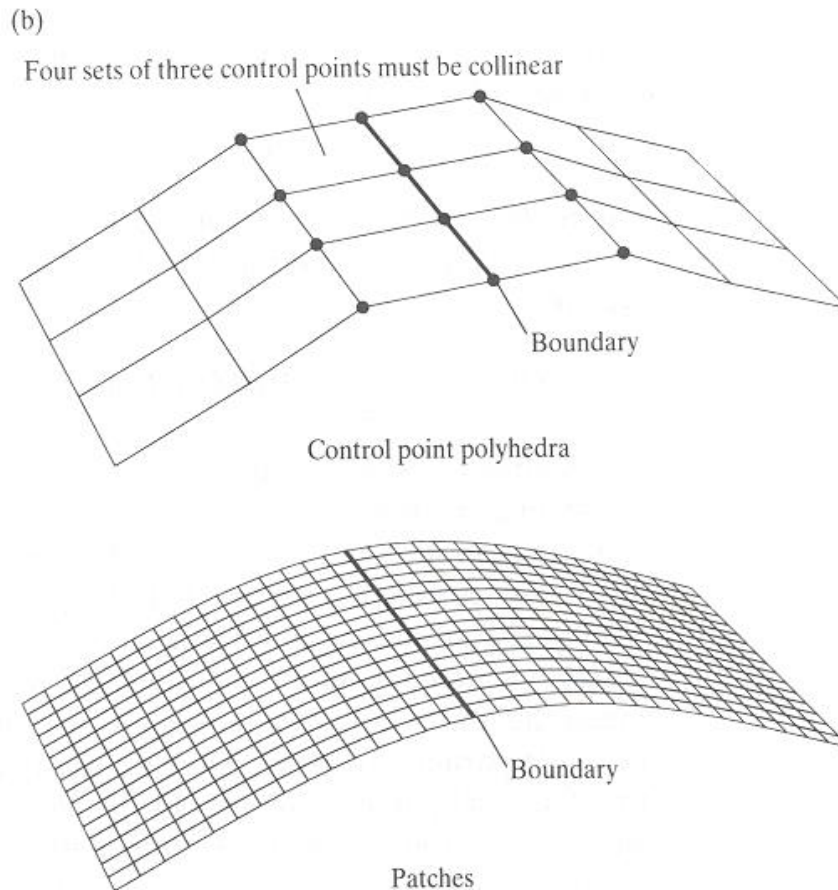 (b)
Four sets of three control points must be collinear
Boundary
Control point polyhedra
Boundary
Patches